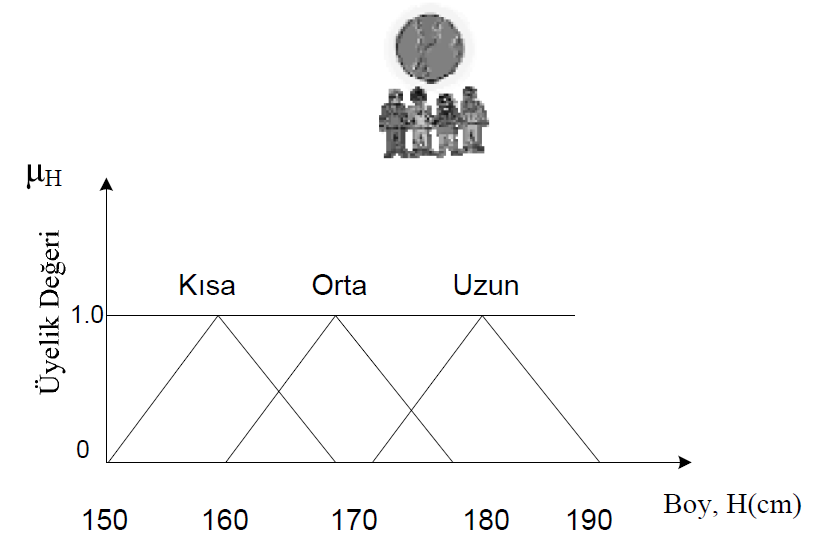 μH
Üyelik Değeri
Kısa Orta Uzun
1.0
0
150 160 170 180 190
Boy, H(cm)